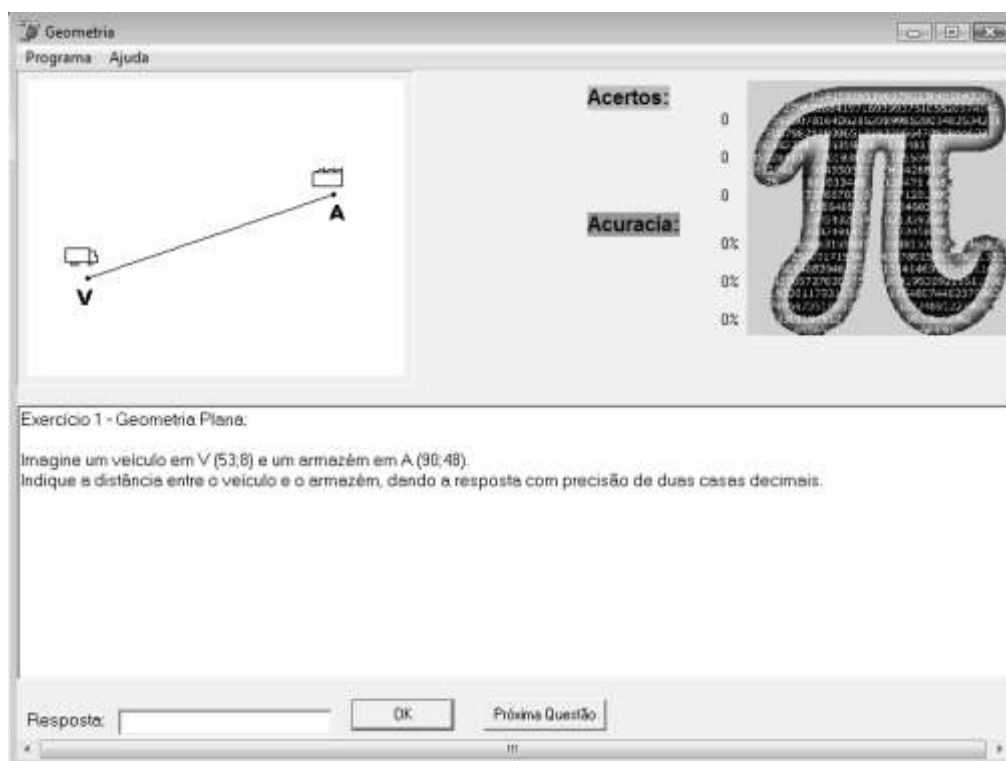 Geometria
Programa Ajuda
Acertos:
0
0
0
Acuracia:
0%
0%
0%
A
V
Exercício 1 - Geometria Plana:
Imagine um veículo em V (53;8) e um armazém em A (90;48).
Indique a distância entre o veículo e o armazém, dando a resposta com precisão de duas casas decimais.
Resposta:
OK
Próxima Questão